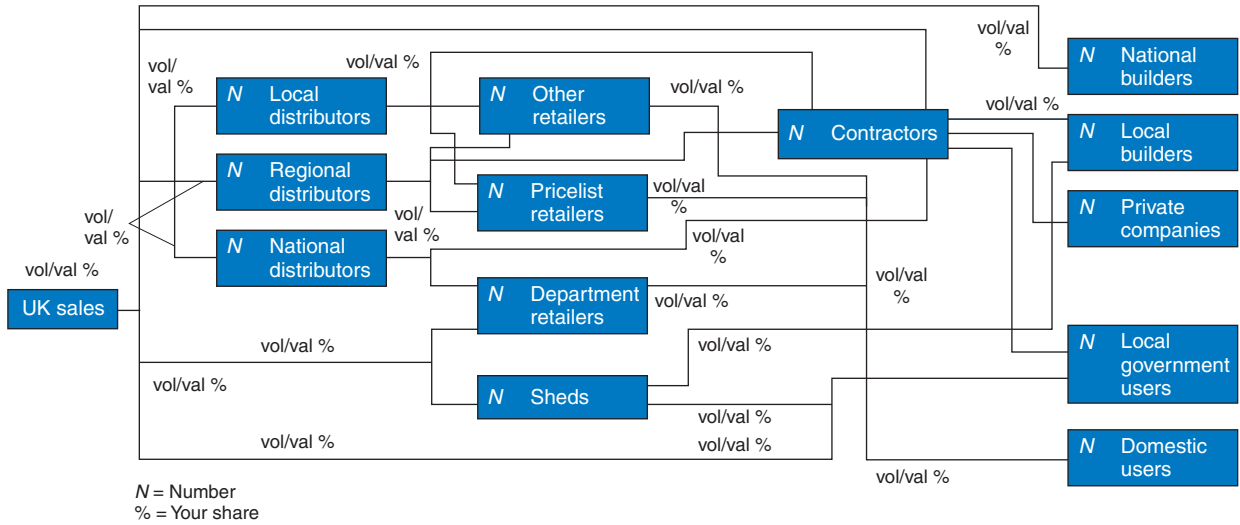 vol/val
%
N National
builders
vol/
val %
vol/val %
N Local
distributors
N Other
retailers
vol/val %
N Contractors
vol/val %
N Local
builders
N Regional
distributors
N Pricelist
retailers
vol/val
%
N Private
companies
vol/
val %
N National
distributors
vol/
val %
vol/val
%
vol/val %
UK sales
N Department
retailers
vol/val %
vol/val
%
vol/val %
vol/val %
N Sheds
vol/val
%
vol/val %
N Local
government
users
vol/val %
vol/val %
N Domestic
users
vol/val %
N = Number
% = Your share